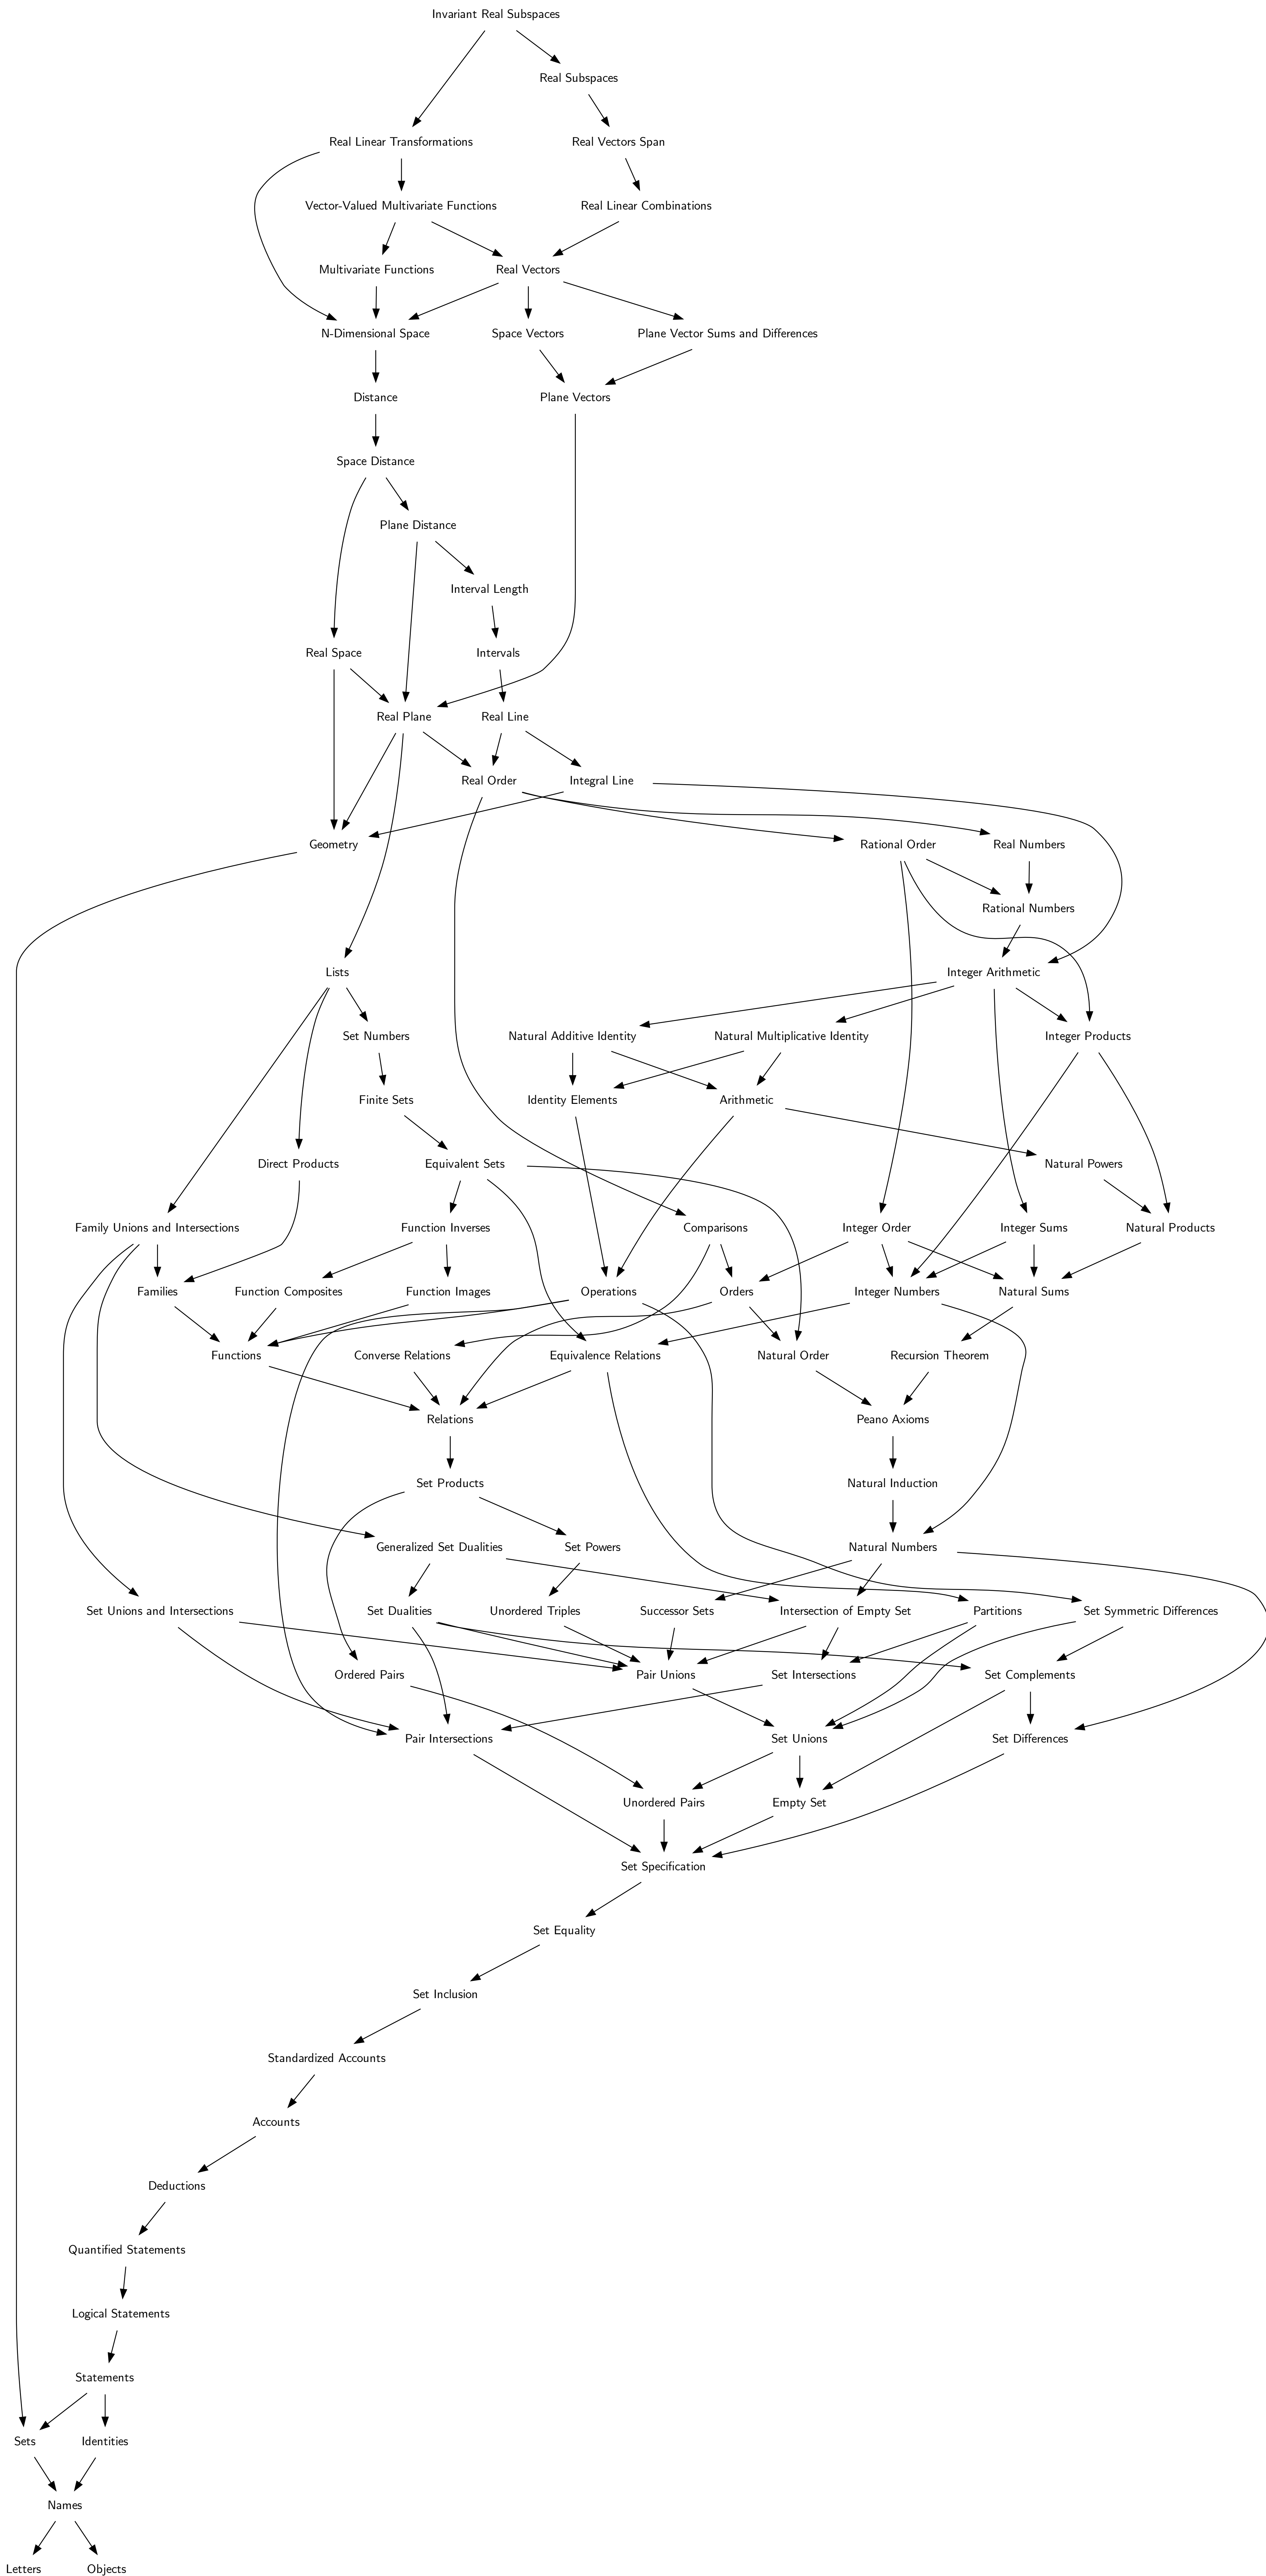 Invariant Real Subspaces
Real Subspaces
Real Linear Transformations
Real Vectors Span
Vector-Valued Multivariate Functions
Real Linear Combinations
Multivariate Functions
Real Vectors
N-Dimensional Space
Space Vectors
Plane Vector Sums and Differences
Distance
Plane Vectors
Space Distance
Plane Distance
Interval Length
Real Space
Intervals
Real Plane
Real Line
Real Order
Integral Line
Geometry
Rational Order
Real Numbers
Rational Numbers
Lists
Integer Arithmetic
Set Numbers
Natural Additive Identity
Natural Multiplicative Identity
Integer Products
Finite Sets
Identity Elements
Arithmetic
Direct Products
Equivalent Sets
Natural Powers
Family Unions and Intersections
Function Inverses
Comparisons
Integer Order
Integer Sums
Natural Products
Families
Function Composites
Function Images
Operations
Orders
Integer Numbers
Natural Sums
Functions
Converse Relations
Equivalence Relations
Natural Order
Recursion Theorem
Relations
Peano Axioms
Set Products
Natural Induction
Generalized Set Dualities
Set Powers
Natural Numbers
Set Unions and Intersections
Set Dualities
Unordered Triples
Successor Sets
Intersection of Empty Set
Partitions
Set Symmetric Differences
Ordered Pairs
Pair Unions
Set Intersections
Set Complements
Pair Intersections
Set Unions
Set Differences
Unordered Pairs
Empty Set
Set Specification
Set Equality
Set Inclusion
Standardized Accounts
Accounts
Deductions
Quantified Statements
Logical Statements
Statements
Sets
Identities
Names
Letters
Objects